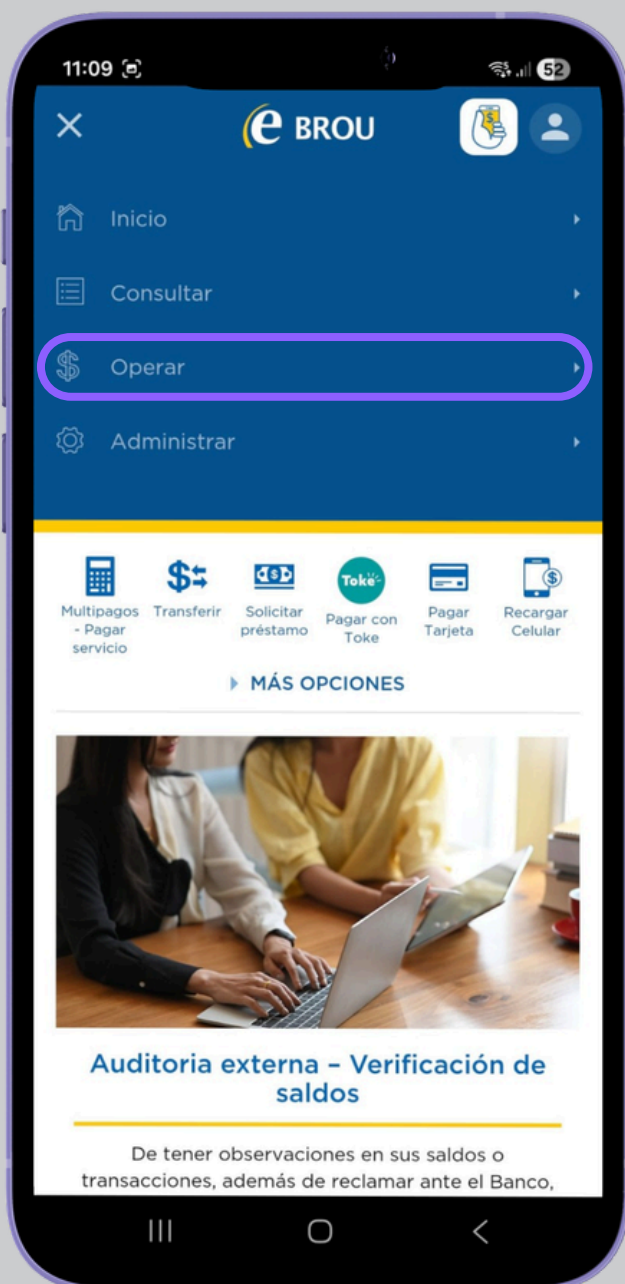 11:09
52
e BROU
Inicio
Consultar
Operar
Administrar
Multipagos
- Pagar
servicio
Transferir
Solicitar
préstamo
Toke
Pagar con
Toke
Pagar
Tarjeta
Recargar
Celular
MÁS OPCIONES
Auditoria externa – Verificación de
saldos
De tener observaciones en sus saldos o
transacciones, además de reclamar ante el Banco,